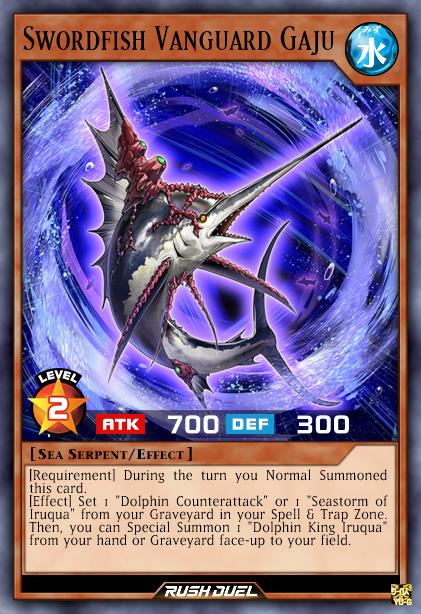 Swordfish Vanguard Gaju
みず
水
LEVEL
2
ATK 700 DEF 300
[Sea Serpent/Effect]
[Requirement] During the turn you Normal Summoned
this card.
[Effect] Set 1 "Dolphin Counterattack" or 1 "Seastorm of
Iruqua" from your Graveyard in your Spell & Trap Zone.
Then, you can Special Summon 1 "Dolphin King Iruqua"
from your hand or Graveyard face-up to your field.
RUSH DUEL